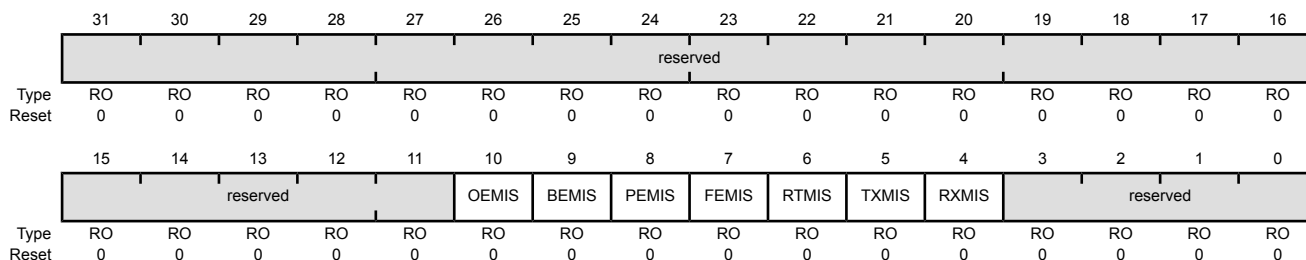 31 30 29 28 27 26 25 24 23 22 21 20 19 18 17 16
reserved
Type RO RO RO RO RO RO RO RO RO RO RO RO RO RO RO RO
Reset 0 0 0 0 0 0 0 0 0 0 0 0 0 0 0 0
15 14 13 12 11 10 9 8 7 6 5 4 3 2 1 0
reserved OEMIS BEMIS PEMIS FEMIS RTMIS TXMIS RXMIS reserved
Type RO RO RO RO RO RO RO RO RO RO RO RO RO RO RO RO
Reset 0 0 0 0 0 0 0 0 0 0 0 0 0 0 0 0